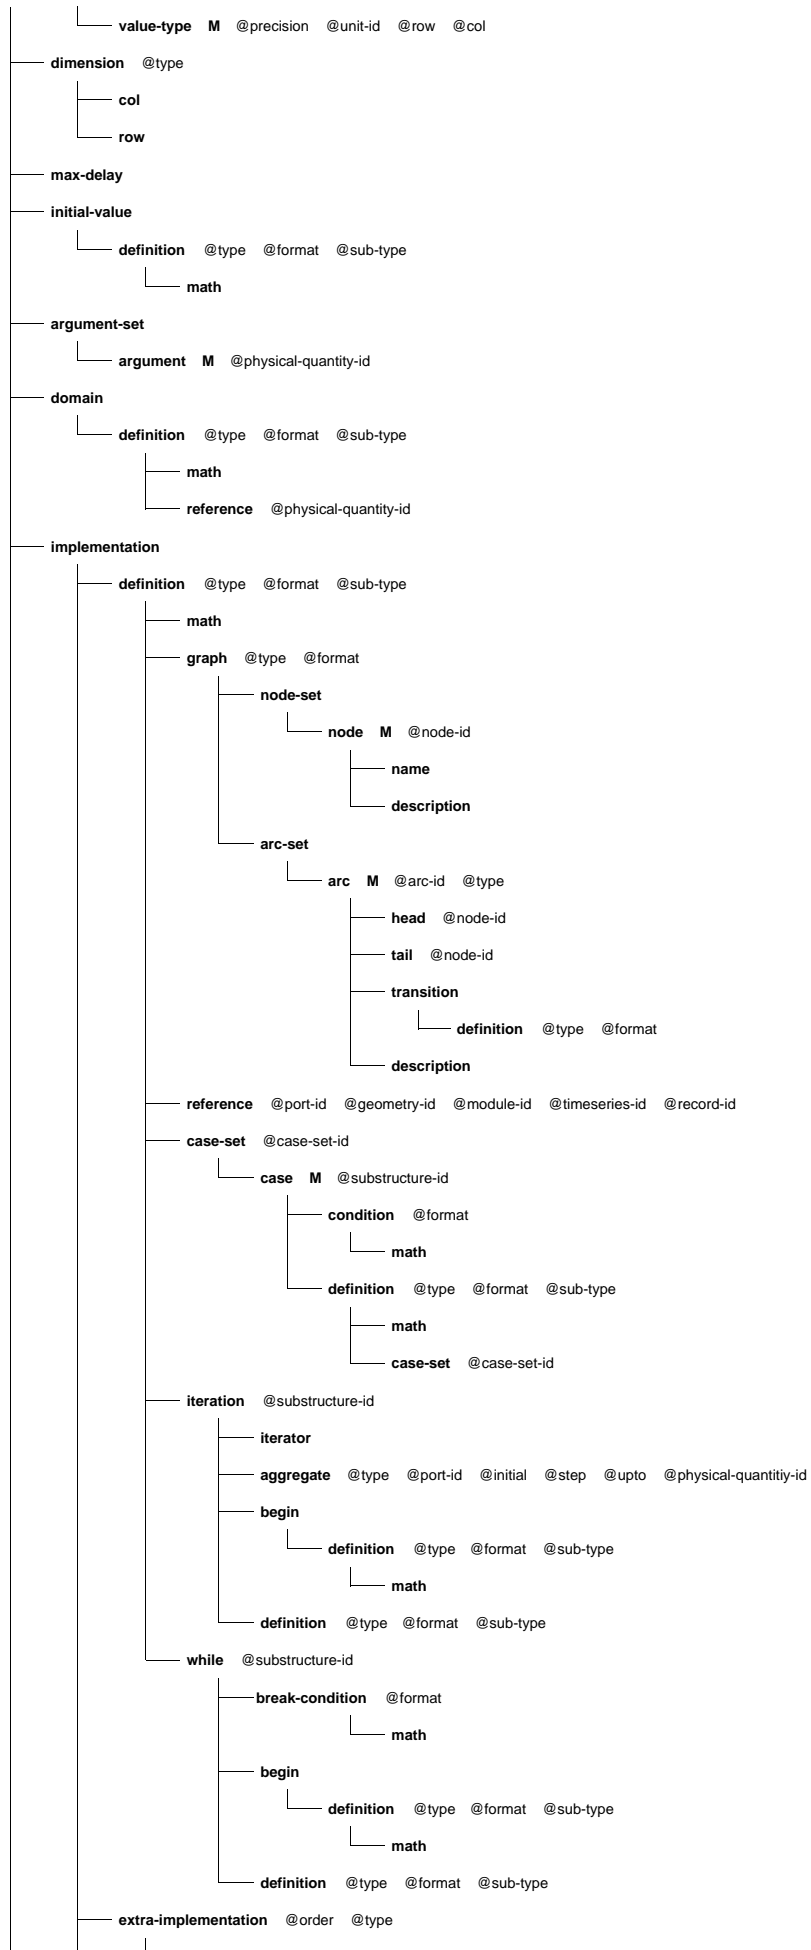 value-type M @precision @unit-id @row @col
dimension @type
col
row
max-delay
initial-value
definition @type @format @sub-type
math
argument-set
argument M @physical-quantity-id
domain
definition @type @format @sub-type
math
reference @physical-quantity-id
implementation
definition @type @format @sub-type
math
graph @type @format
node-set
node M @node-id
name
description
arc-set
arc M @arc-id @type
head @node-id
tail @node-id
transition
definition @type @format
description
reference @port-id @geometry-id @module-id @timeseries-id @record-id
case-set @case-set-id
case M @substructure-id
condition @format
math
definition @type @format @sub-type
math
case-set @case-set-id
iteration @substructure-id
iterator
aggregate @type @port-id @initial @step @upto @physical-quantitiy-id
begin
definition @type @format @sub-type
math
definition @type @format @sub-type
while @substructure-id
break-condition @format
math
begin
definition @type @format @sub-type
math
definition @type @format @sub-type
extra-implementation @order @type